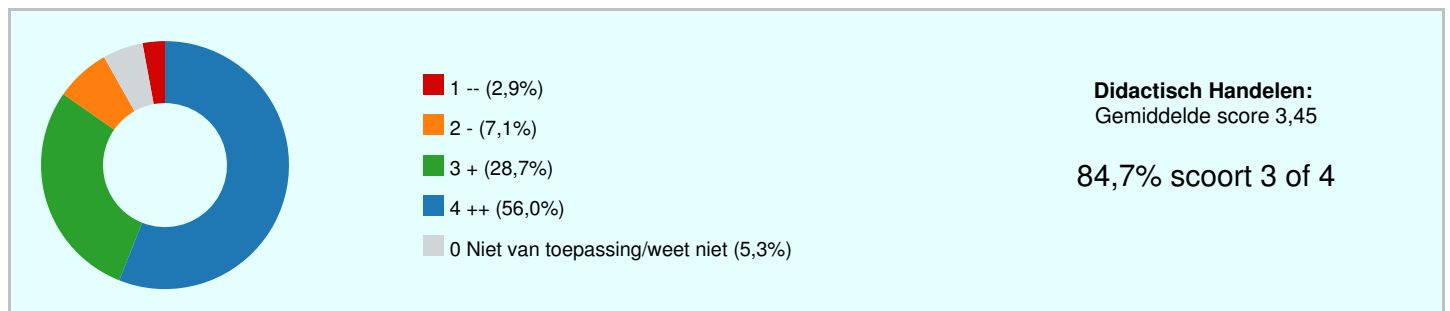 1 -- (2,9%)
2 - (7,1%)
3 + (28,7%)
4 ++ (56,0%)
0 Niet van toepassing/weet niet (5,3%)
Didactisch Handelen:
Gemiddelde score 3,45
84,7% scoort 3 of 4